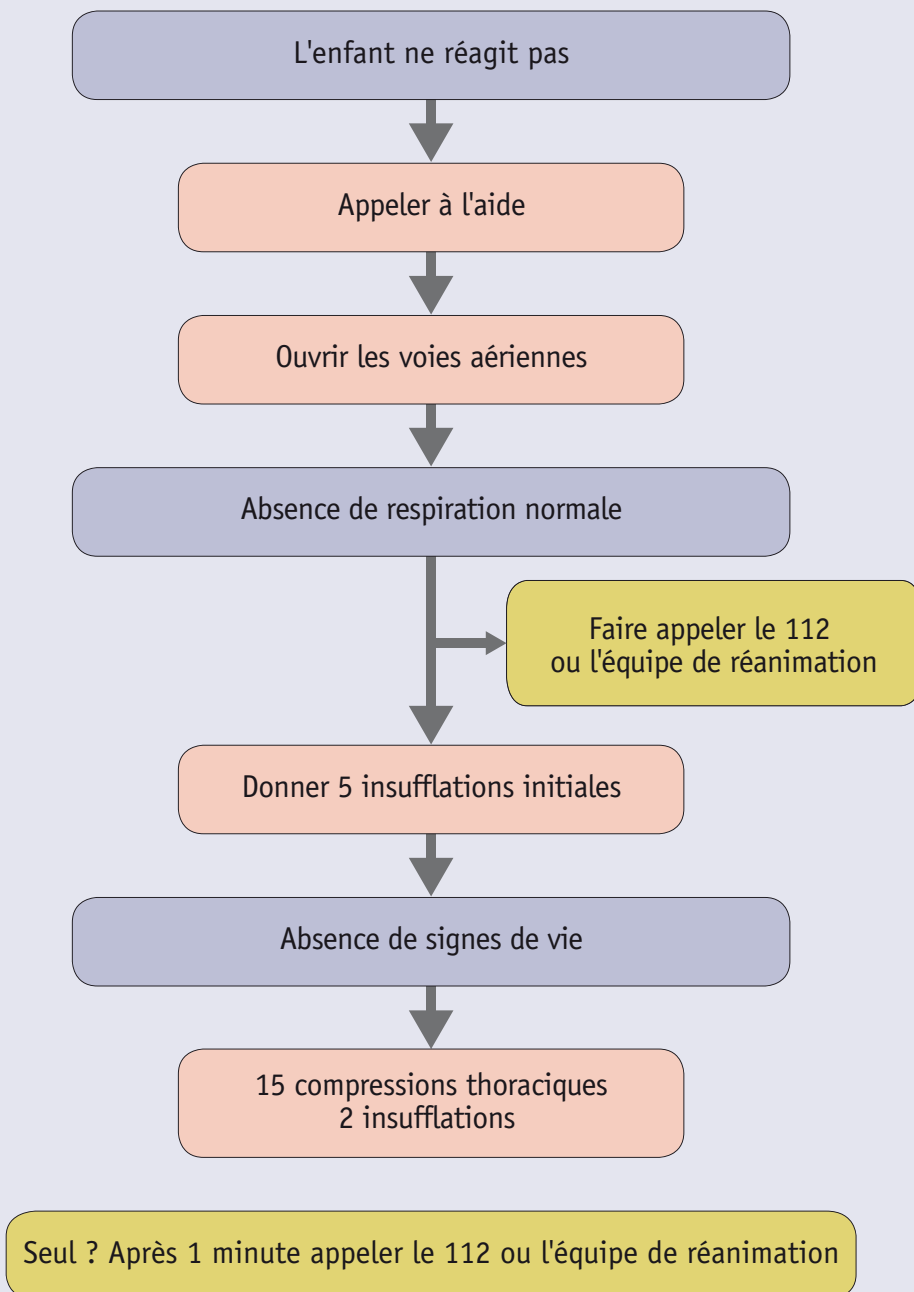 L'enfant ne réagit pas
Appeler à l'aide
Ouvrir les voies aériennes
Absence de respiration normale
Faire appeler le 112
ou l'équipe de réanimation
Donner 5 insufflations initiales
Absence de signes de vie
15 compressions thoraciques
2 insufflations
Seul ? Après 1 minute appeler le 112 ou l'équipe de réanimation